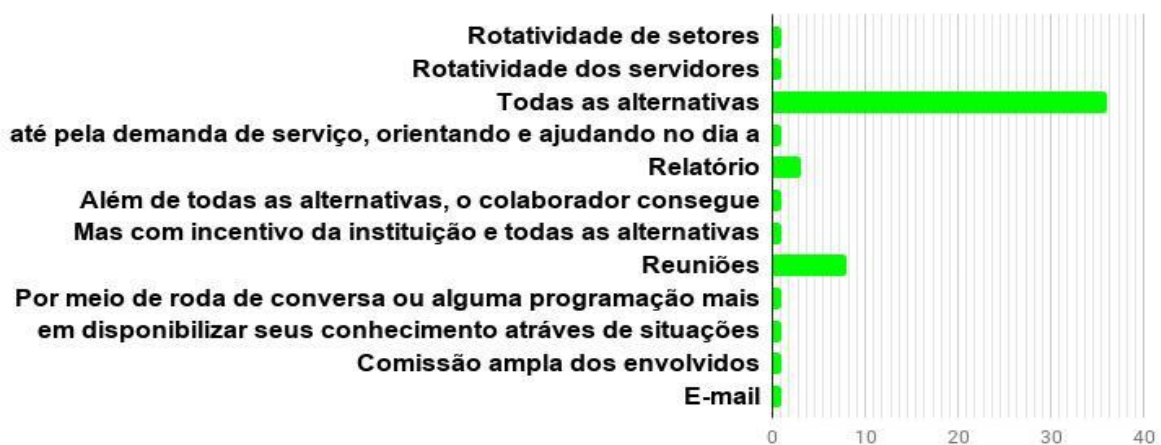 Rotatividade de setores
Rotatividade dos servidores
Todas as alternativas
até pela demanda de serviço, orientando e ajudando no dia a
Relatório
Além de todas as alternativas, o colaborador consegue
Mas com incentivo da instituição e todas as alternativas
Reuniões
Por meio de roda de conversa ou alguma programação mais
em disponibilizar seus conhecimento atráves de situações
Comissão ampla dos envolvidos
E-mail
0 10 20 30 40